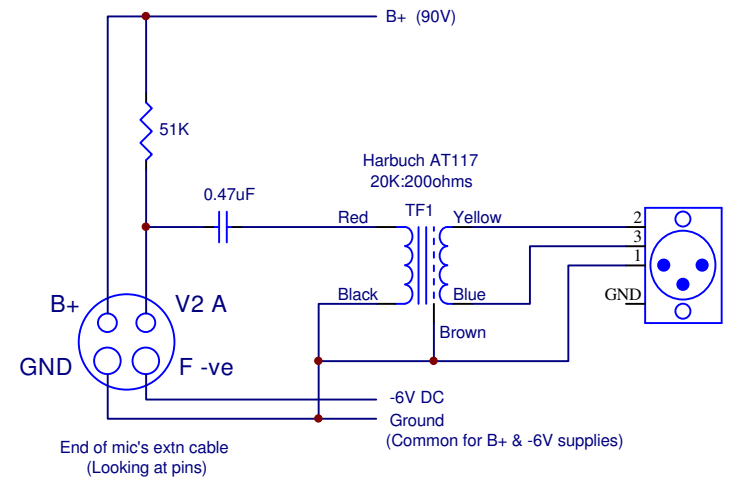 B+ (90V)
51K
Harbuch AT117
20K:200ohms
0.47uF
TF1
Red
Yellow
2
3
1
Black
Blue
GND
B+
V2 A
Brown
GND
F -ve
-6V DC
Ground
(Common for B+ & -6V supplies)
End of mic's extn cable
(Looking at pins)